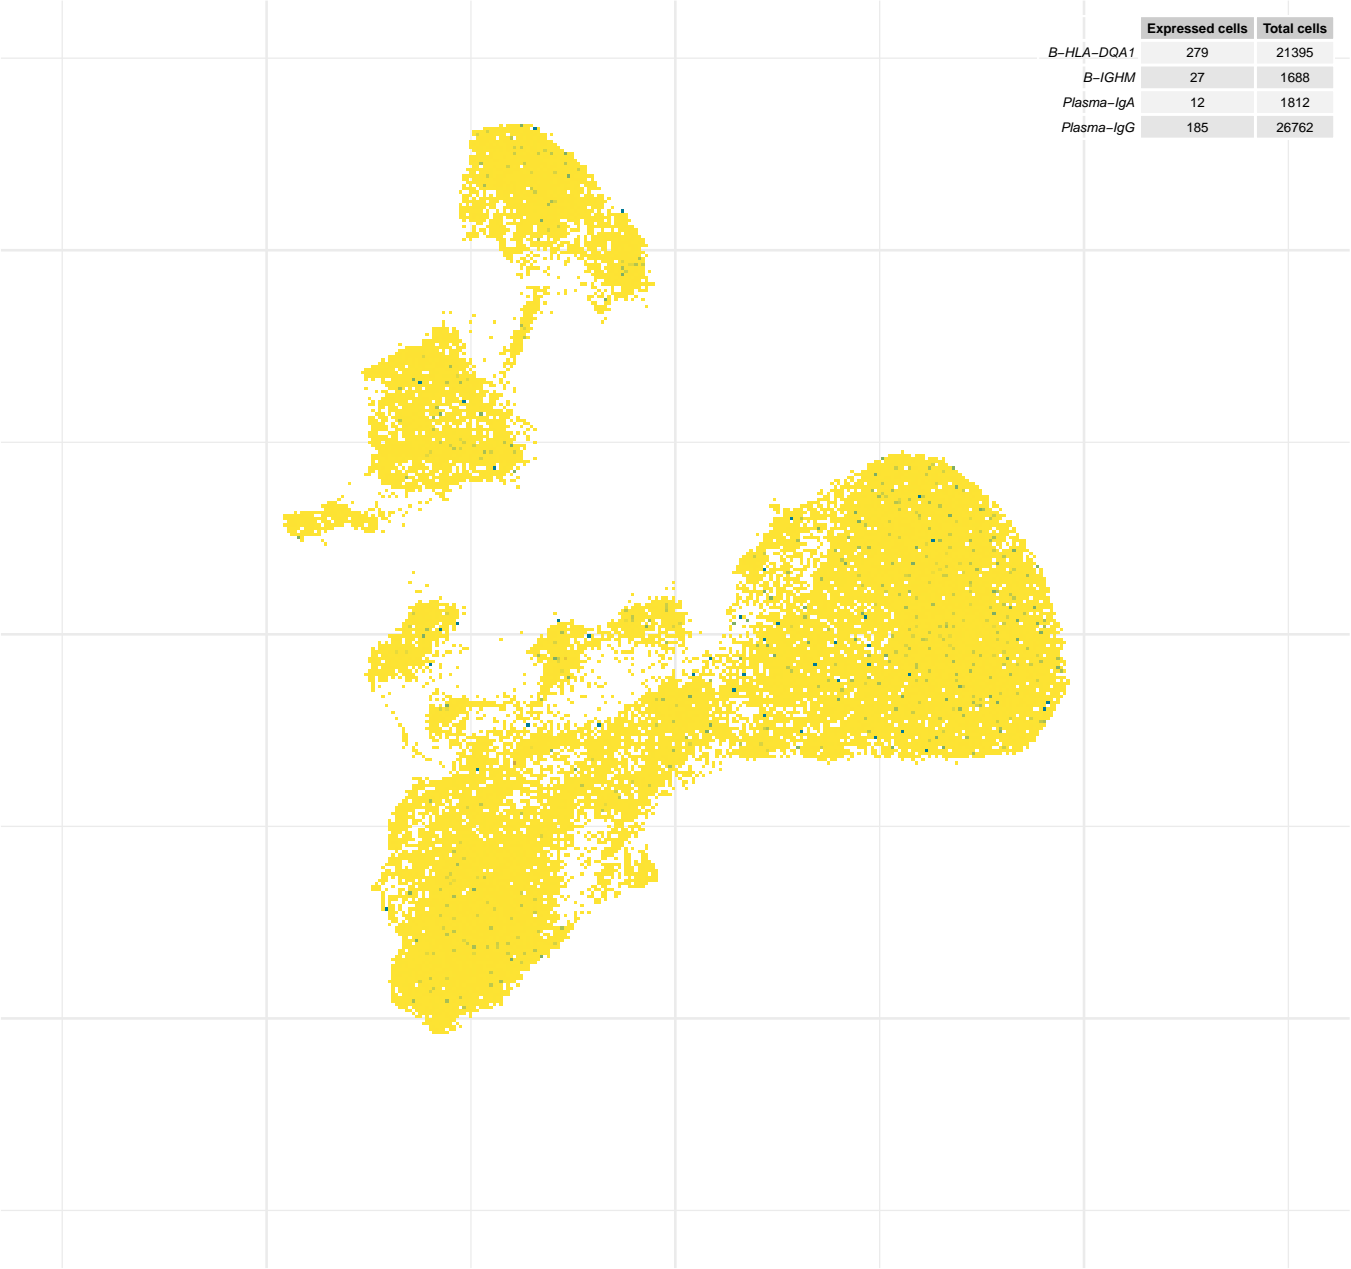 Expressed cells Total cells
B−HLA−DQA1 279 21395
B−IGHM 27 1688
Plasma−IgA 12 1812
Plasma−IgG 185 26762